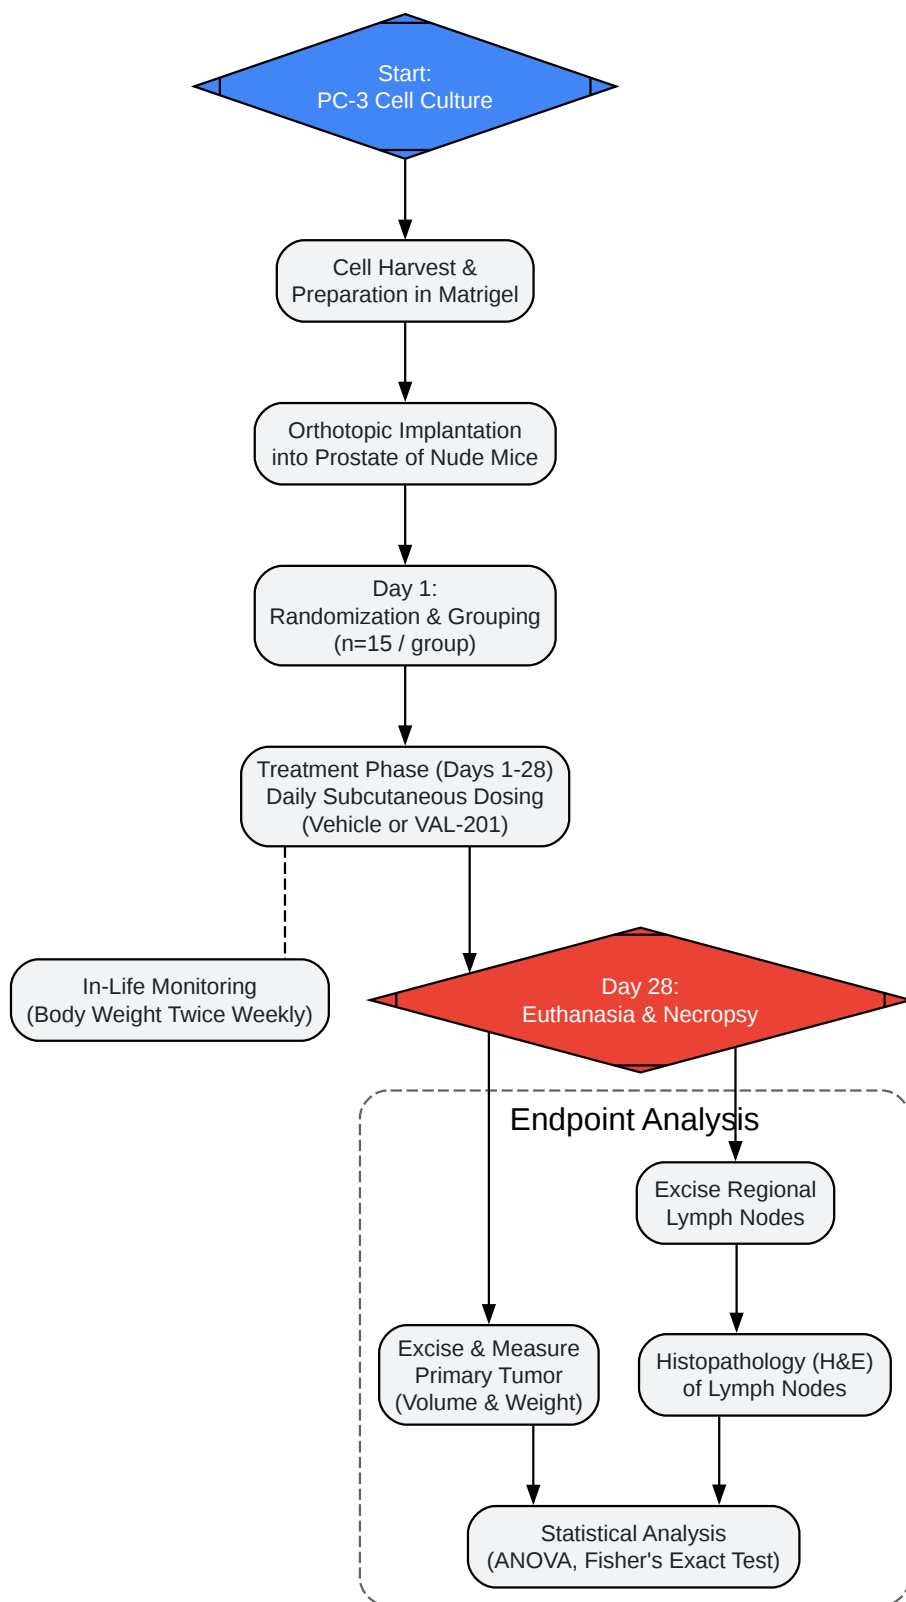 Start:
PC-3 Cell Culture
Cell Harvest &
Preparation in Matrigel
Orthotopic Implantation
into Prostate of Nude Mice
Day 1:
Randomization & Grouping
(n=15 / group)
Treatment Phase (Days 1-28)
Daily Subcutaneous Dosing
(Vehicle or VAL-201)
In-Life Monitoring
(Body Weight Twice Weekly)
Day 28:
Euthanasia & Necropsy
Endpoint Analysis
Excise Regional
Lymph Nodes
Excise & Measure
Primary Tumor
(Volume & Weight)
Histopathology (H&E)
of Lymph Nodes
Statistical Analysis
(ANOVA, Fisher's Exact Test)